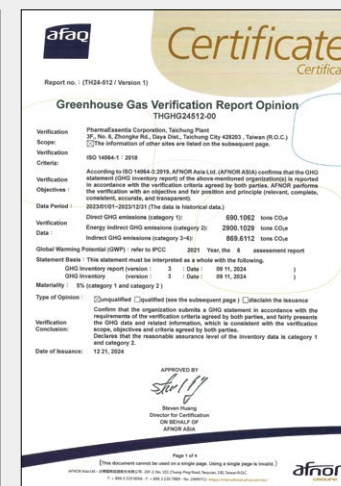 afaq
Certificate
Certifica
Report no. : (TH24-512 / Version 1)
Greenhouse Gas Verification Report Opinion
THGHG24512-00
Verification Scope:
PharmaEssentia Corporation, Taichung Plant
3F., No. 6, Zhongke Rd., Daya Dist., Taichung City 428203 , Taiwan (R.O.C.)
☒The information of other sites are listed on the subsequent page.
Verification Criteria:
ISO 14064-1 : 2018
Verification Objectives :
According to ISO 14064-3:2019, AFNOR Asia Ltd. (AFNOR ASIA) confirms that the GHG
statement (GHG inventory report) of the above-mentioned organization(s) is reported
in accordance with the verification criteria agreed by both parties. AFNOR performs
the verification with an objective and fair position and principle (relevant, complete,
consistent, accurate, and transparent).
Data Period :
2023/01/01~2023/12/31 (The data is historical data.)
Verification Data :
Direct GHG emissions (category 1): 690.1062 tons CO₂e
Energy indirect GHG emissions (category 2): 2900.1029 tons CO₂e
Indirect GHG emissions (category 3~6): 869.6112 tons CO₂e
Global Warming Potential (GWP) : refer to IPCC 2021 Year, the 6 assessment report
Statement Basis : This statement must be interpreted as a whole with the following.
GHG Inventory report (version : 3 : Date : 09 11, 2024 )
GHG Inventory (version : 3 : Date : 09 11, 2024 )
Materiality : 5% (category 1 and category 2 )
Type of Opinion : ☒unqualified ☐qualified (see the subsequent page ) ☐disclaim the issuance
Verification Conclusion:
Confirm that the organization submits a GHG statement in accordance with the
requirements of the verification criteria agreed by both parties, and fairly presents
the GHG data and related information, which is consistent with the verification
scope, objectives and criteria agreed by both parties.
Declares that the reasonable assurance level of the inventory data is category 1
and category 2.
Date of Issuance: 12 21, 2024
APPROVED BY
Steven Huang
Director for Certification
ON BEHALF OF
AFNOR ASIA
Page 1 of 4
(This document cannot be used on a single page. Using a single page is invalid.)
afnor
GROUPE